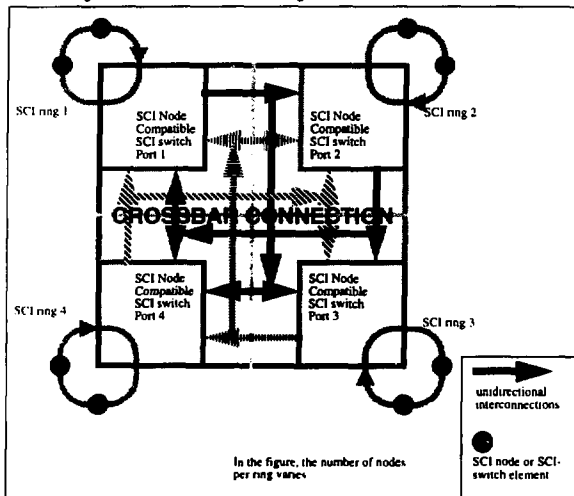 SCI ring 1
SCI ring 2
SCI Node
Compatible
SCI switch
Port 1
SCI Node
Compatible
SCI switch
Port 2
CROSSBAR CONNECTION
SCI Node
Compatible
SCI switch
Port 4
SCI Node
Compatible
SCI switch
Port 3
SCI ring 4
SCI ring 3
unidirectional
interconnections
In the figure, the number of nodes
per ring varies
SCI node or SCI-
switch element